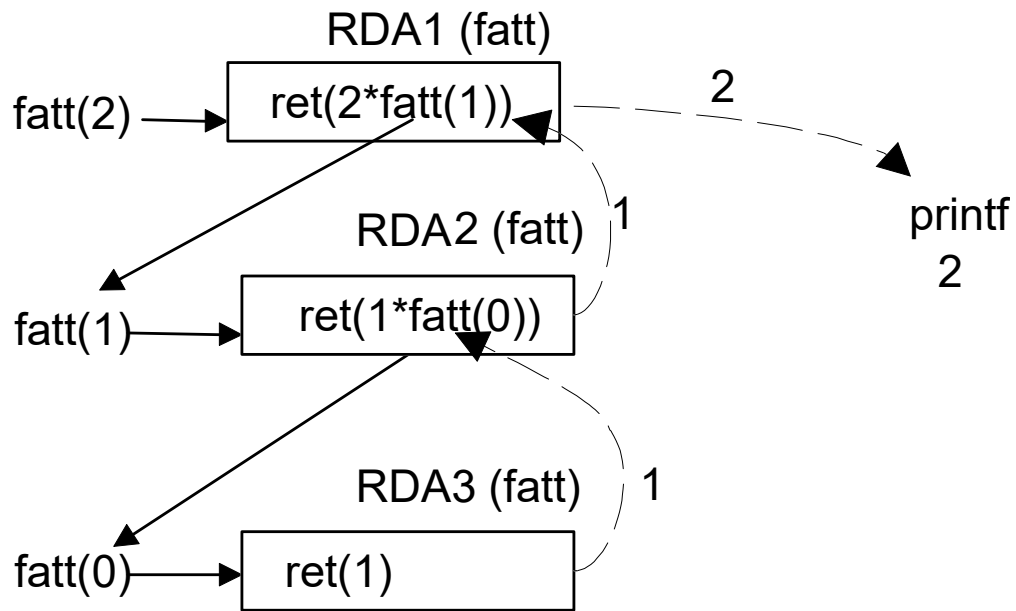 RDA1 (fatt)
fatt(2)
ret(2*fatt(1))
2
printf
2
RDA2 (fatt)
1
fatt(1)
ret(1*fatt(0))
RDA3 (fatt)
1
fatt(0)
ret(1)